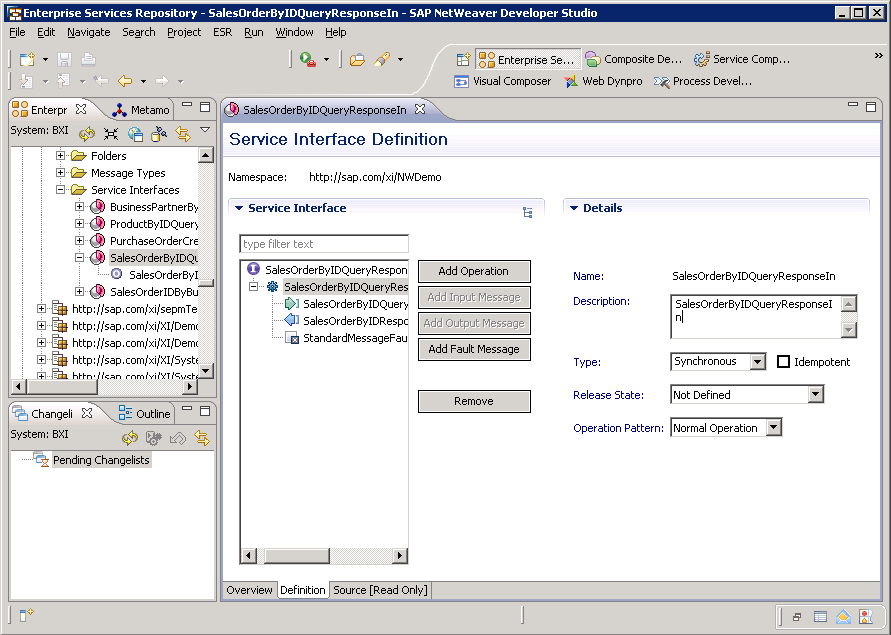 Enterprise Services Repository - SalesOrderByIDQueryResponseIn - SAP NetWeaver Developer Studio
File Edit Navigate Search Project ESR Run Window Help
Enterprise Se... Composite De... Service Comp...
Visual Composer Web Dynpro Process Devel...
Enterpr Metamo
System: BXI
Folders
Message Types
Service Interfaces
BusinessPartnerBy
ProductByIDQuery
PurchaseOrderCre
SalesOrderByIDQu
SalesOrderByI
SalesOrderIDByBu
http://sap.com/xi/sepmTe
http://sap.com/xi/XI/Demo
http://sap.com/xi/XI/Demo
http://sap.com/xi/XI/Syste
http://sap.com/xi/XI/Syste
Changeli Outline
System: BXI
Pending Changelists
SalesOrderByIDQueryResponseIn
Service Interface Definition
Namespace: http://sap.com/xi/NWDemo
Service Interface
type filter text
SalesOrderByIDQueryRespon
SalesOrderByIDQueryRes
SalesOrderByIDQuery
SalesOrderByIDRespo
StandardMessageFau
Add Operation
Add Input Message
Add Output Message
Add Fault Message
Remove
Details
Name: SalesOrderByIDQueryResponseIn
Description: SalesOrderByIDQueryResponseI
n
Type: Synchronous Idempotent
Release State: Not Defined
Operation Pattern: Normal Operation
Overview Definition Source [Read Only]